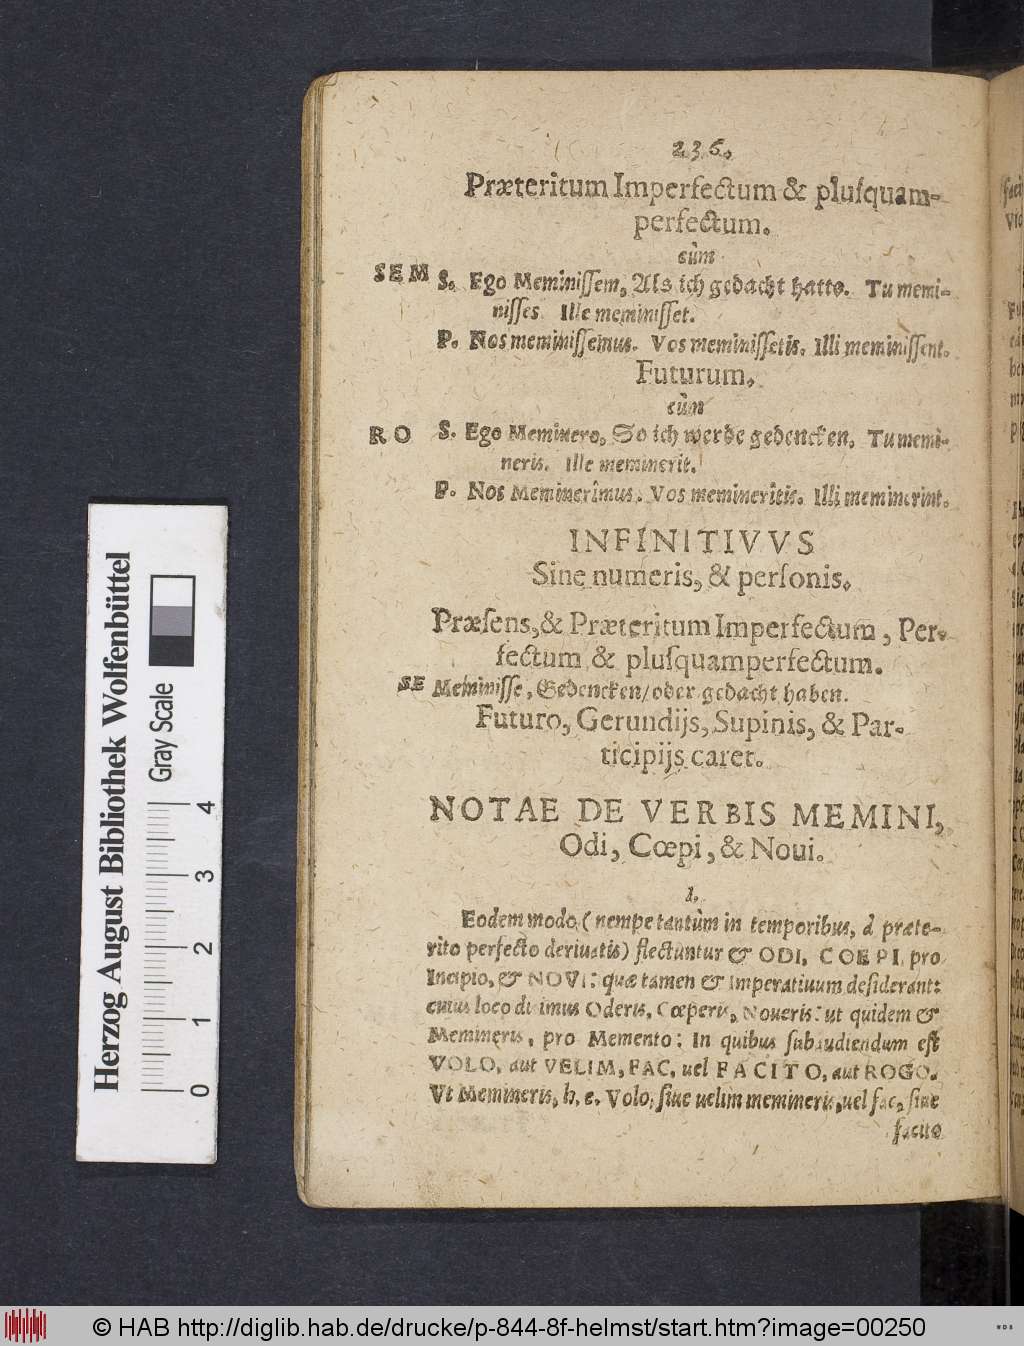 236.
Præteritum Imperfectum & pluſquam-
perfectum.
cùm
SEM S. Ego Meminiſſem, Als ich gedacht hatte. Tu memi-
niſſes. Ille meminiſſet.
P. Nos meminiſſemus. Vos meminiſſetis. Illi meminiſſent.
Futurum.
cùm
RO S. Ego Meminero, So ich werde gedencken. Tu memi-
neris. Ille meminerit.
P. Nos Meminerîmus. Vos memineritis. Illi meminerint.
INFINITIVVS
Sine numeris, & perſonis.
Præſens, & Præteritum Imperfectum, Per-
fectum & pluſquamperfectum.
SE Meminiſſe, Gedencken/ oder gedacht haben.
Futuro, Gerundijs, Supinis, & Par-
ticipijs caret.
NOTAE DE VERBIS MEMINI,
Odi, Cœpi, & Noui.
1.
Eodem modo (nempe tantùm in temporibus, à præte-
rito perfecto deriuatis) flectuntur & ODI, COEPI, pro
Incipio, & NOVI: quæ tamen & Imperatiuum deſiderant:
cuius loco dicimus Oderis, Cœperis, Noueris: ut quidem &
Memineris, pro Memento: In quibus ſubaudiendum eſt
VOLO, aut VELIM, FAC, uel FACITO, aut ROGO.
Vt Memineris, h. e. Volo, ſiue uelim memineris, uel fac, ſiue
facito
Herzog August Bibliothek Wolfenbüttel
Gray Scale
0 1 2 3 4
© HAB http://diglib.hab.de/drucke/p-844-8f-helmst/start.htm?image=00250